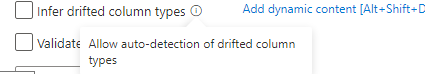 Infer drifted column types Add dynamic content [Alt+Shift+D
Validate
Allow auto-detection of drifted column
types